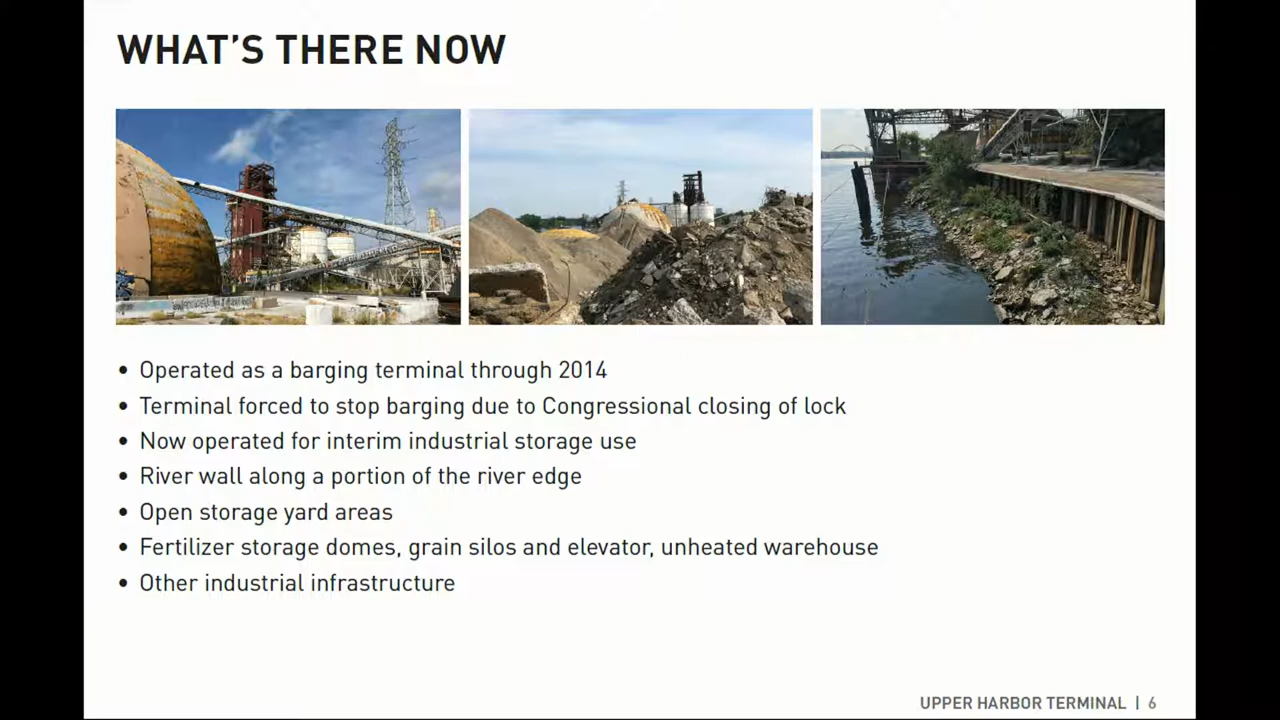 WHAT'S THERE NOW
• Operated as a barging terminal through 2014
• Terminal forced to stop barging due to Congressional closing of lock
• Now operated for interim industrial storage use
• River wall along a portion of the river edge
• Open storage yard areas
• Fertilizer storage domes, grain silos and elevator, unheated warehouse
• Other industrial infrastructure
UPPER HARBOR TERMINAL | 6